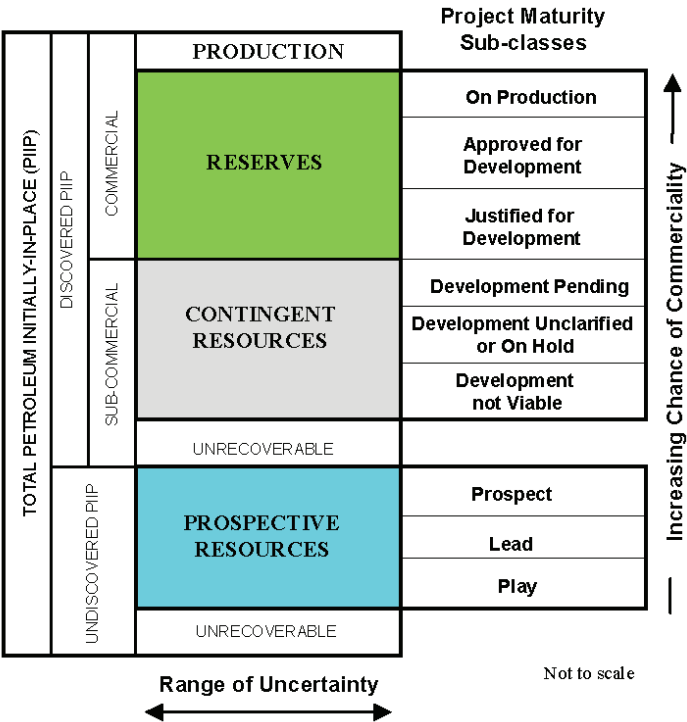 Project Maturity
Sub-classes
TOTAL PETROLEUM INITIALLY-IN-PLACE (PIIP)
DISCOVERED PIIP
COMMERCIAL
PRODUCTION
RESERVES
On Production
Approved for
Development
Justified for
Development
SUB-COMMERCIAL
CONTINGENT
RESOURCES
Development Pending
Development Unclarified
or On Hold
Development
not Viable
UNRECOVERABLE
UNDISCOVERED PIIP
PROSPECTIVE
RESOURCES
Prospect
Lead
Play
UNRECOVERABLE
Increasing Chance of Commerciality
Range of Uncertainty
Not to scale